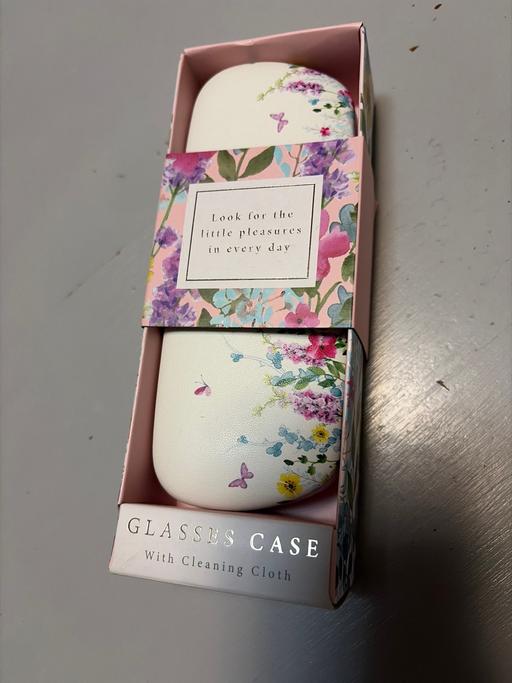 Look for the
little pleasures
in every day
GLASSES CASE
With Cleaning Cloth